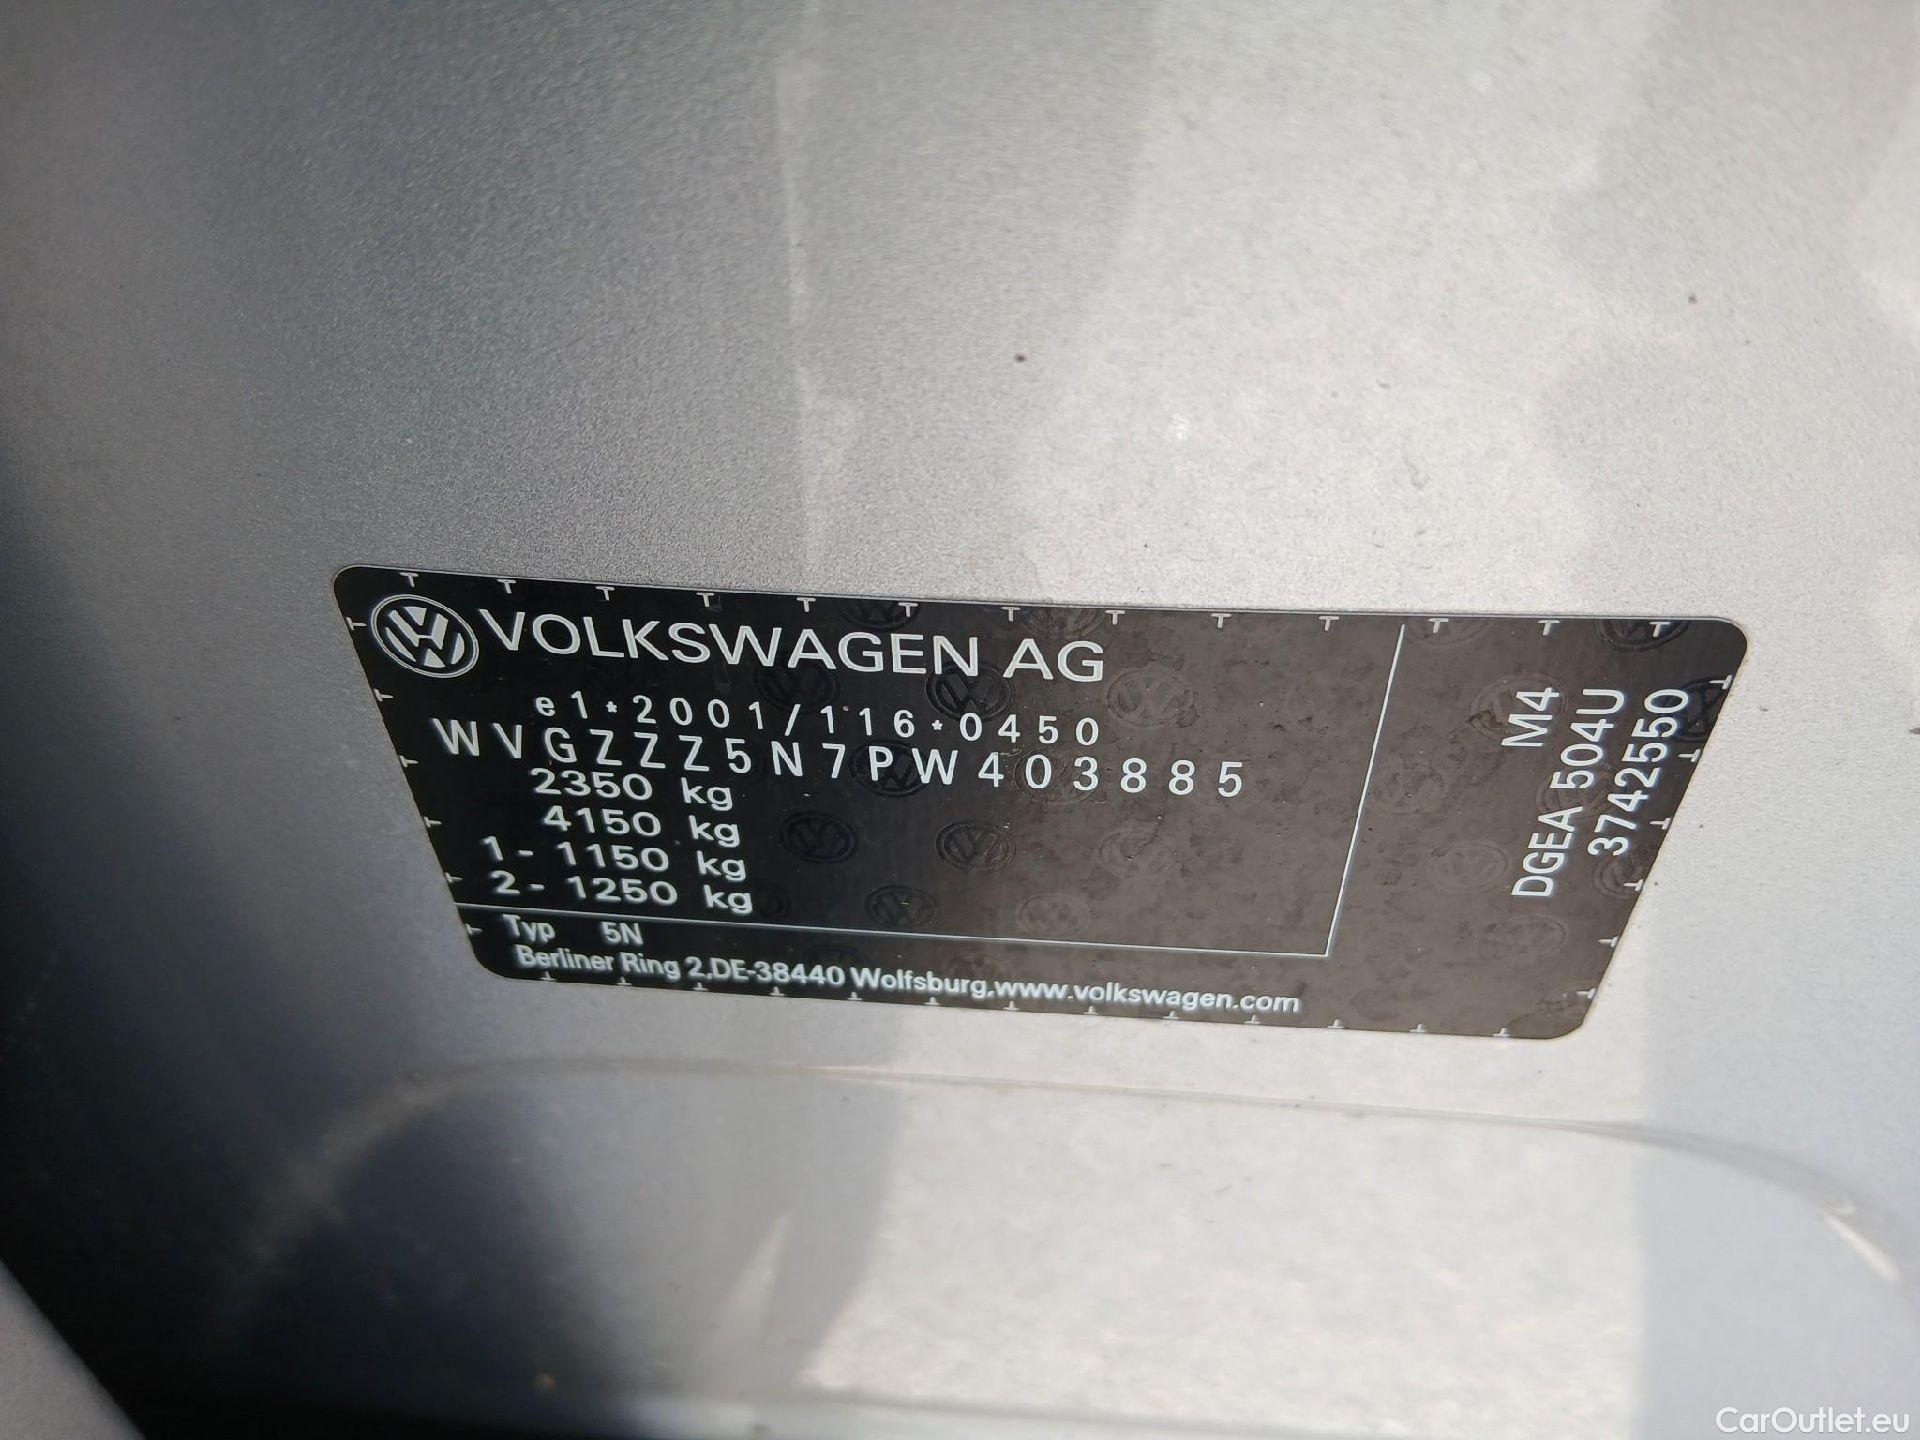 VOLKSWAGEN AG
e1*2001/116*0450
WVGZZZ5N7PW403885
2350 kg
4150 kg
1 - 1150 kg
2 - 1250 kg
Typ 5N
Berliner Ring 2,DE-38440 Wolfsburg,www.volkswagen.com
M4
DGEA 504U
3742550
CarOutlet.eu